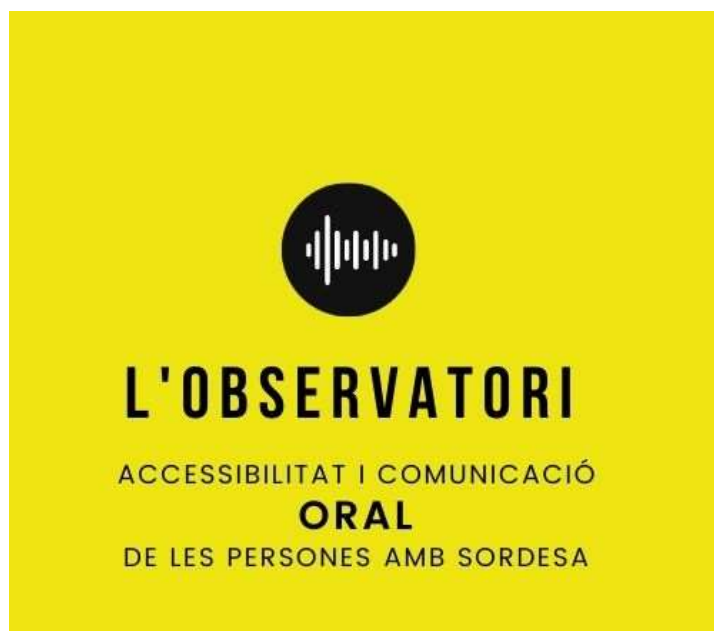 L'OBSERVATORI
ACCESSIBILITAT I COMUNICACIÓ
ORAL
DE LES PERSONES AMB SORDESA